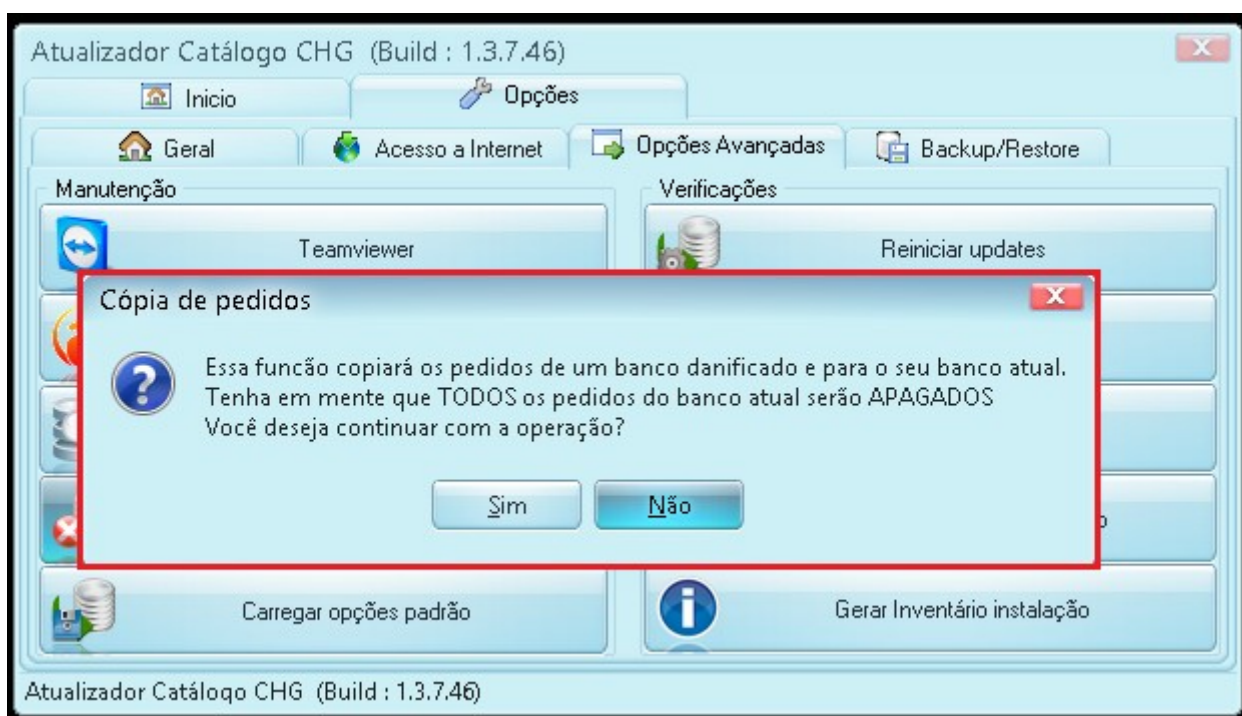 Atualizador Catálogo CHG (Build : 1.3.7.46)
Inicio
Opções
Geral
Acesso a Internet
Opções Avançadas
Backup/Restore
Manutenção
Verificações
Teamviewer
Reiniciar updates
Cópia de pedidos
Essa funcão copiará os pedidos de um banco danificado e para o seu banco atual.
Tenha em mente que TODOS os pedidos do banco atual serão APAGADOS
Você deseja continuar com a operação?
Sim
Não
Carregar opções padrão
Gerar Inventário instalação
Atualizador Catálogo CHG (Build : 1.3.7.46)